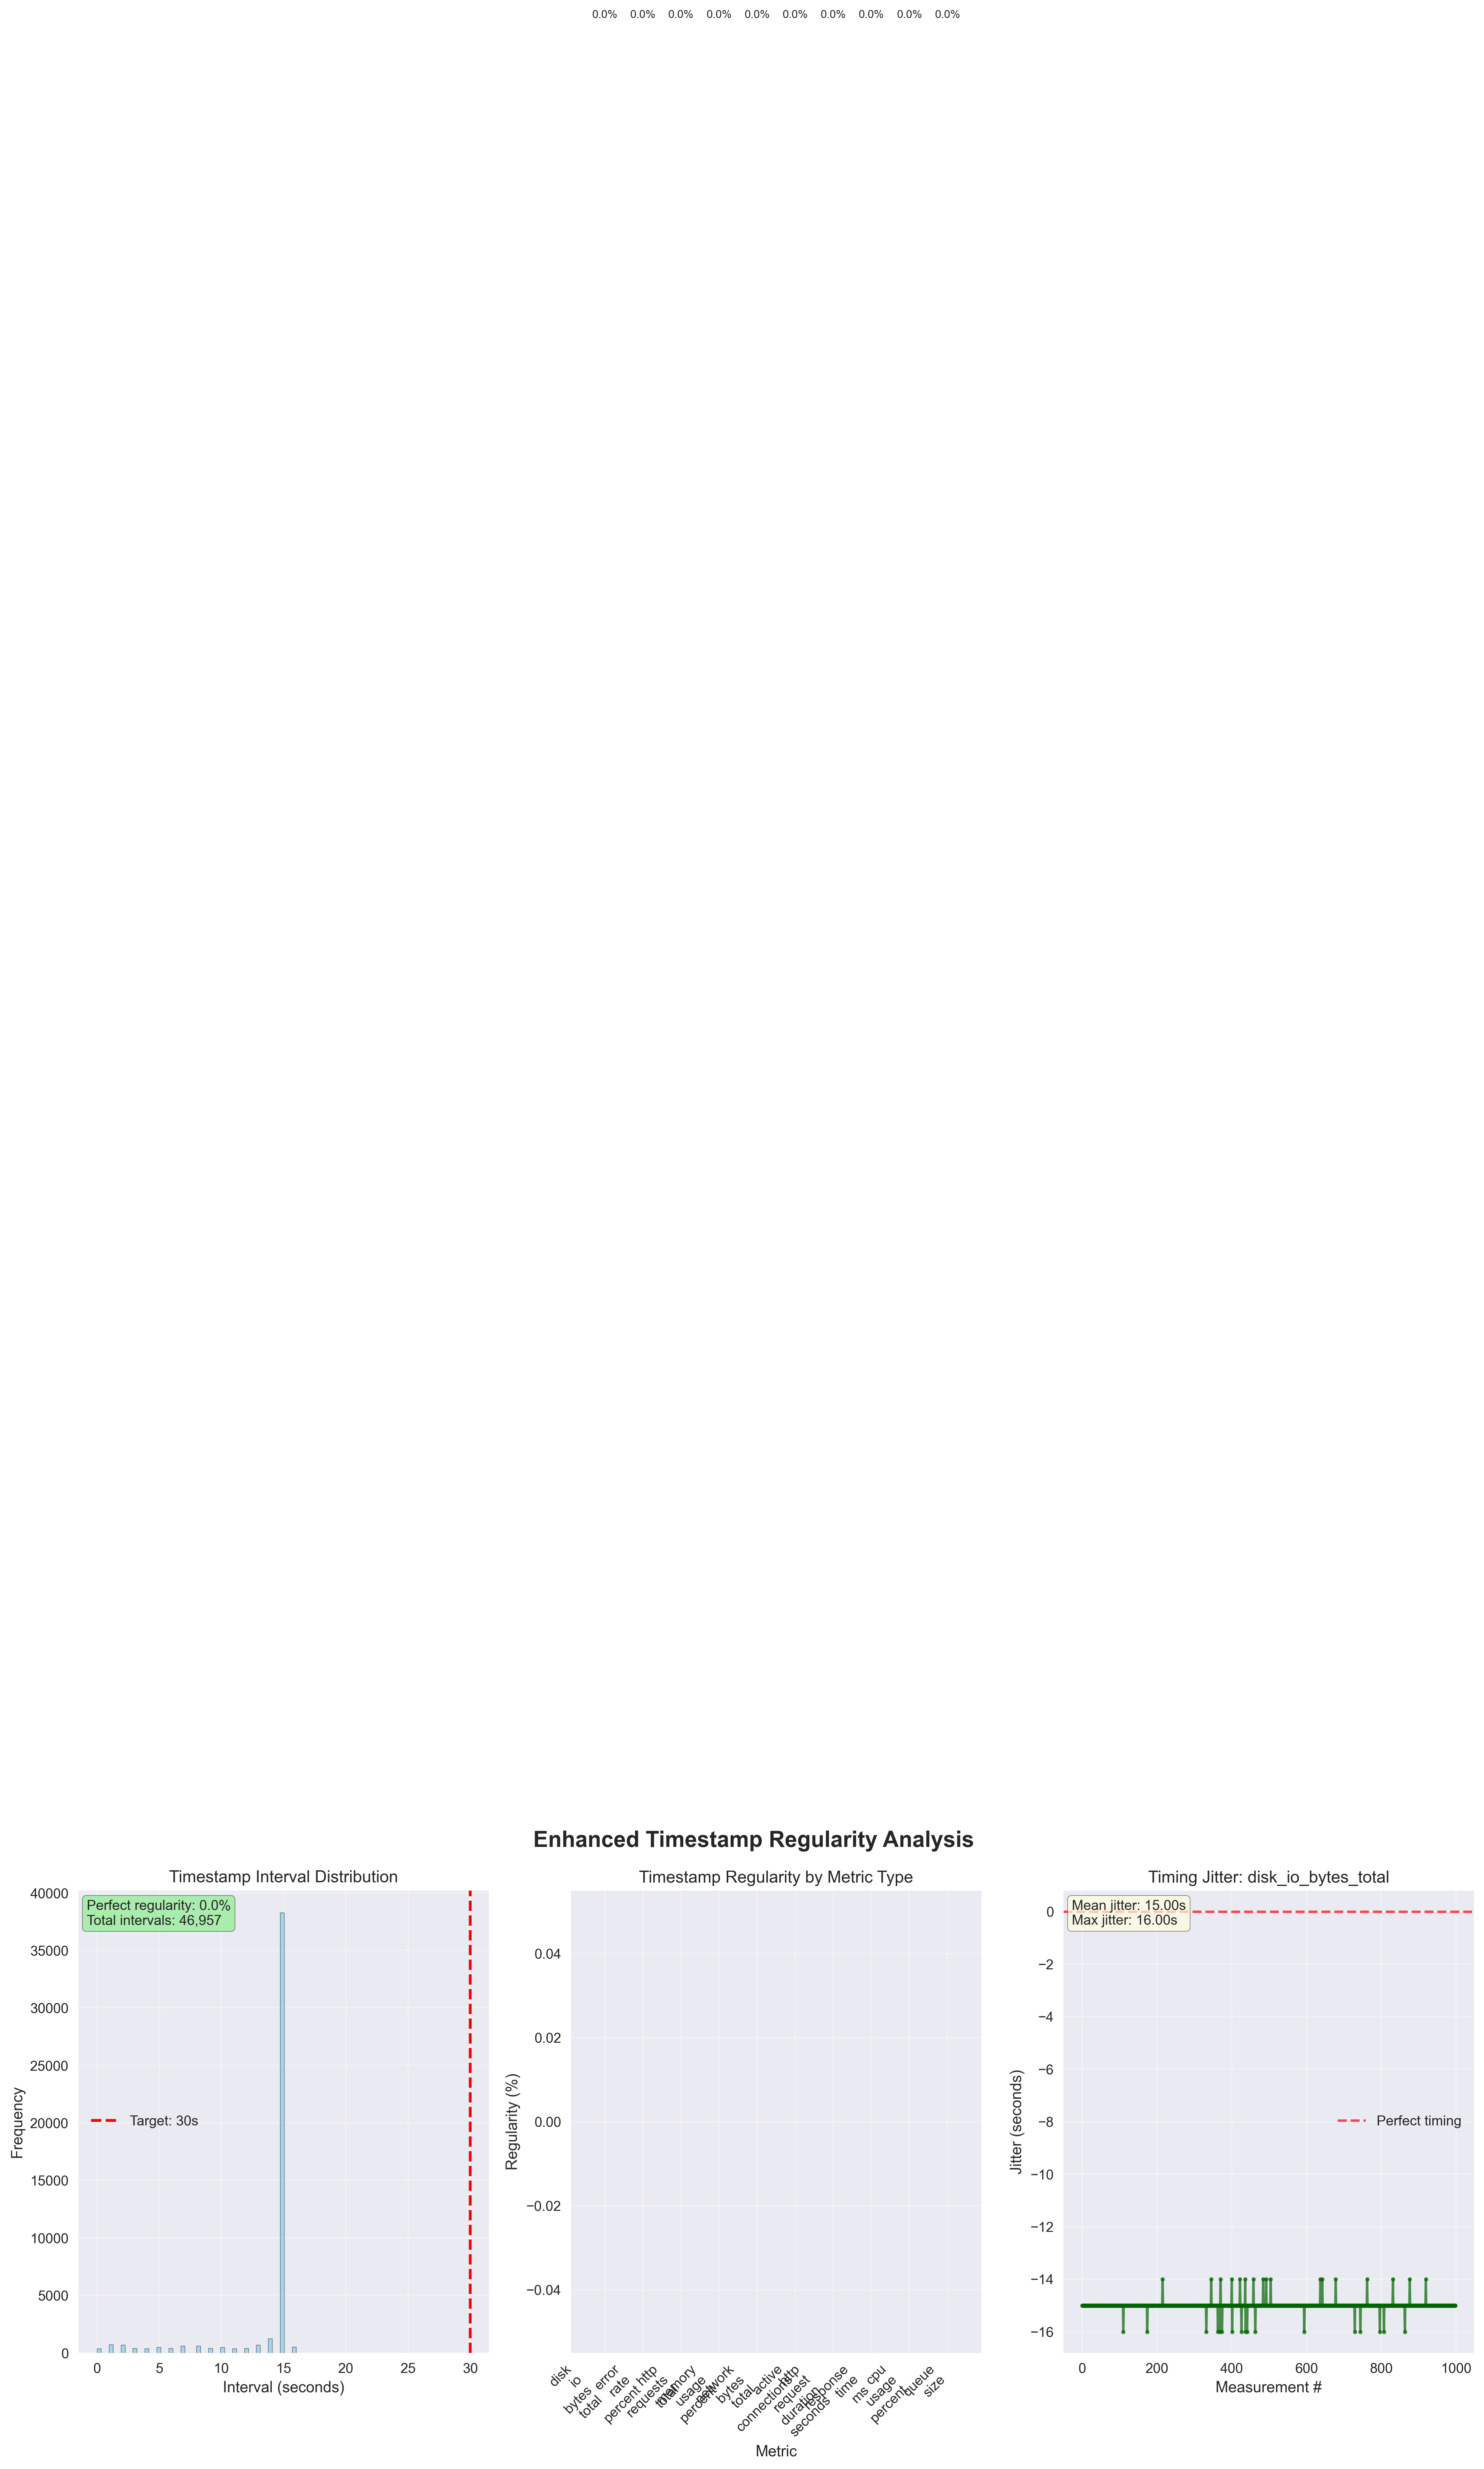 0.0% 0.0% 0.0% 0.0% 0.0% 0.0% 0.0% 0.0% 0.0% 0.0%
Enhanced Timestamp Regularity Analysis
Timestamp Interval Distribution
40000
35000
30000
25000
20000
15000
10000
5000
0
Frequency
Perfect regularity: 0.0%
Total intervals: 46,957
Target: 30s
0 5 10 15 20 25 30
Interval (seconds)
Timestamp Regularity by Metric Type
0.04
0.02
0.00
−0.02
−0.04
Regularity (%)
disk
io
bytes
total
error
rate
percent
http
requests
total
memory
usage
percent
network
bytes
total
active
connections
http
request
duration
seconds
response
time
ms
cpu
usage
percent
queue
size
Metric
Timing Jitter: disk_io_bytes_total
0
−2
−4
−6
−8
−10
−12
−14
−16
Jitter (seconds)
Mean jitter: 15.00s
Max jitter: 16.00s
Perfect timing
0 200 400 600 800 1000
Measurement #